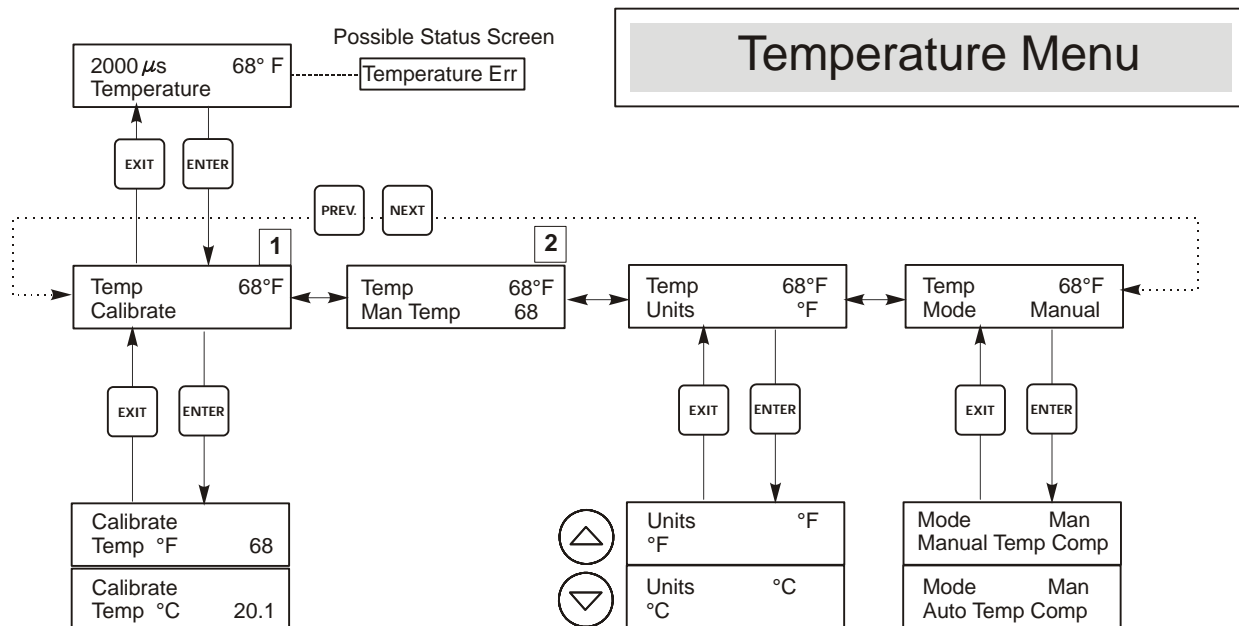 Temperature Menu
Possible Status Screen
2000 µs 68° F
Temperature
Temperature Err
EXIT
ENTER
PREV.
NEXT
1
2
Temp 68°F
Calibrate
Temp 68°F
Man Temp 68
Temp 68°F
Units °F
Temp 68°F
Mode Manual
EXIT
ENTER
EXIT
ENTER
EXIT
ENTER
Calibrate
Temp °F 68
Calibrate
Temp °C 20.1
Units °F
°F
Units °C
°C
Mode Man
Manual Temp Comp
Mode Man
Auto Temp Comp